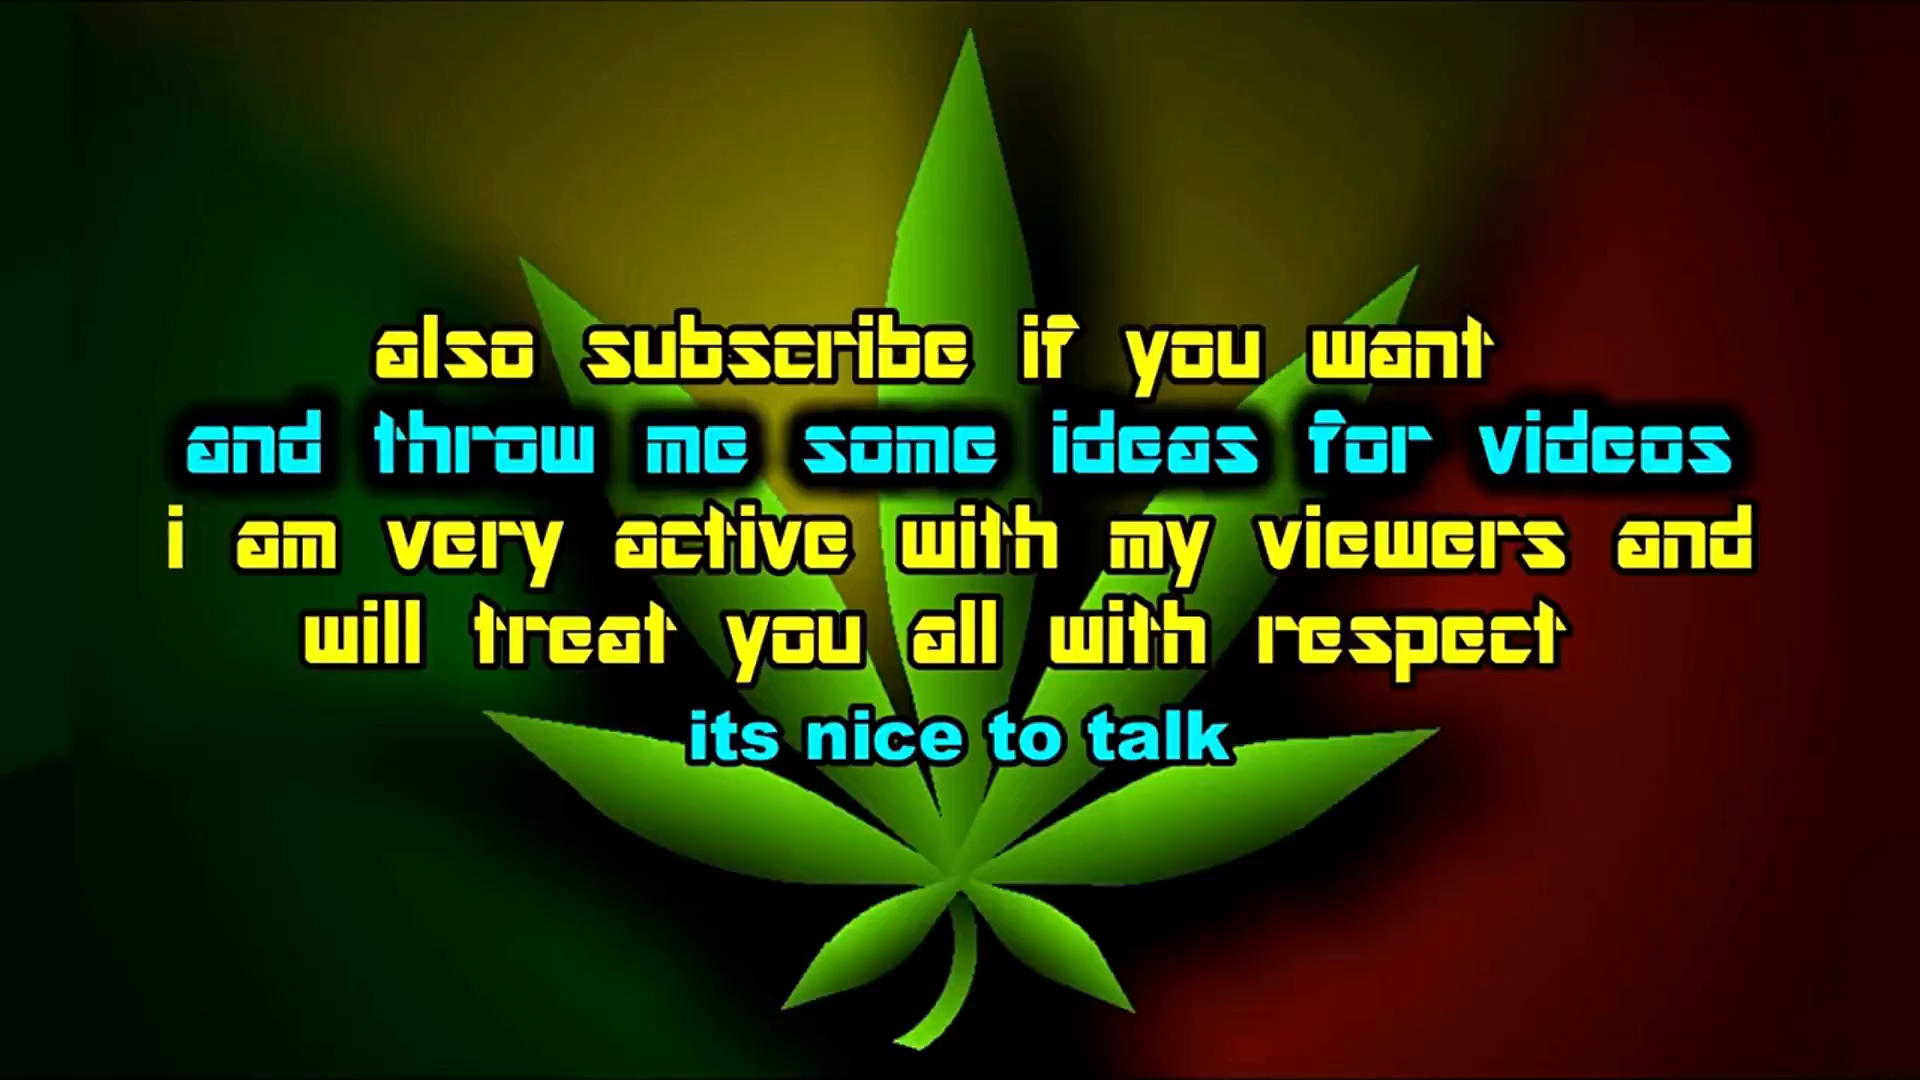 also subscribe if you want
and throw me some ideas for videos
i am very active with my viewers and
will treat you all with respect
its nice to talk